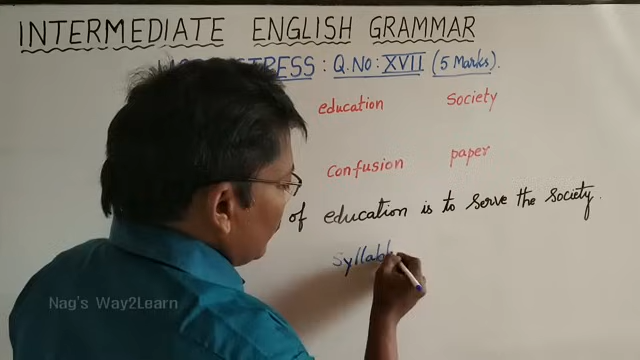 INTERMEDIATE ENGLISH GRAMMAR
STRESS : Q.NO : XVII (5 Marks).
education Society
confusion paper
of education is to serve the society.
Syllab
Nag's Way2Learn